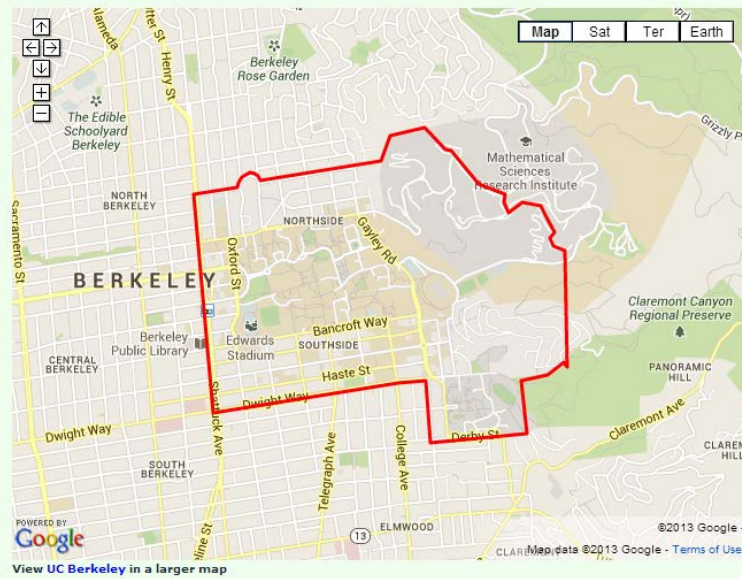 Alameda
Henry St
Berkeley
Rose Garden
Map
Sat
Ter
Earth
The Edible
Schoolyard
Berkeley
Grizzly
Mathematical
Sciences
Research Institute
NORTH
BERKELEY
NORTHSIDE
Gayley Rd
Sacramento St
Oxford St
BERKELEY
Claremont Canyon
Regional Preserve
Bancroft Way
Berkeley
Public Library
Edwards
Stadium
SOUTHSIDE
CENTRAL
BERKELEY
Haste St
PANORAMIC
HILL
Shattuck Ave
Dwight Way
Dwight Way
Derby St
Claremont Ave
SOUTH
BERKELEY
Telegraph Ave
College Ave
HILL
POWERED BY
Google
13
ELMWOOD
©2013 Google -
Map data ©2013 Google - Terms of Use
View UC Berkeley in a larger map